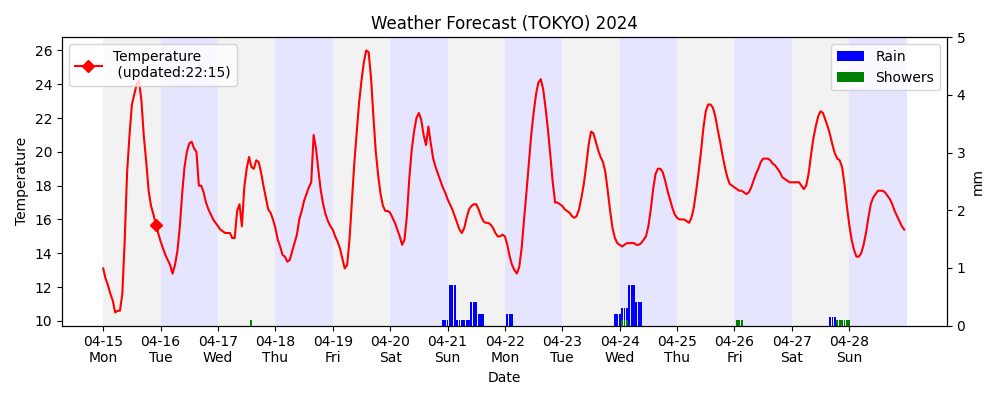 Weather Forecast (TOKYO) 2024
Temperature
(updated:22:15)
Rain
Showers
26
24
22
20
18
16
14
12
10
Temperature
5
4
3
2
1
0
mm
04-15 04-16 04-17 04-18 04-19 04-20 04-21 04-22 04-23 04-24 04-25 04-26 04-27 04-28
Mon Tue Wed Thu Fri Sat Sun Mon Tue Wed Thu Fri Sat Sun
Date